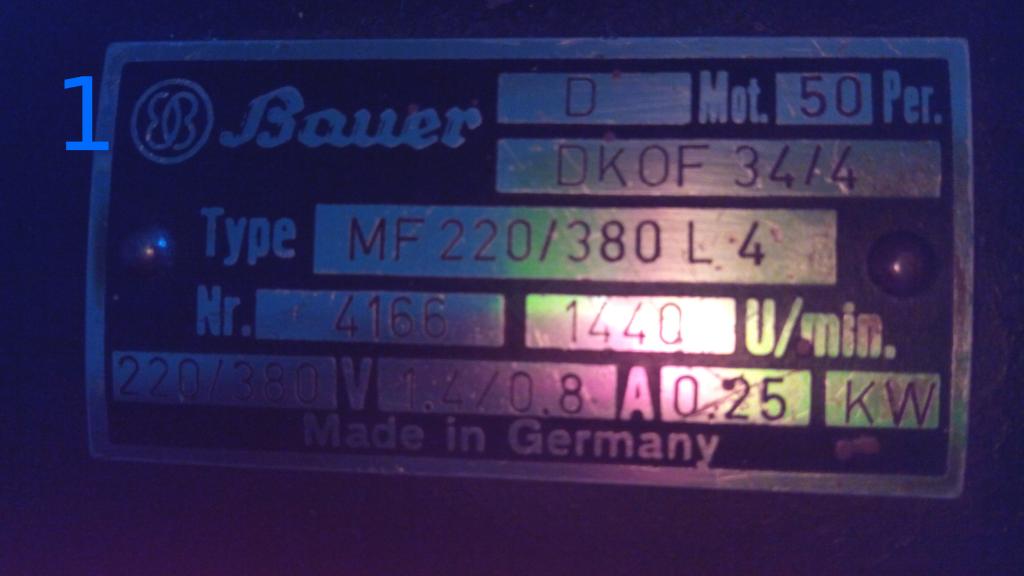 1
Bauer D Mot. 50 Per.
DKOF 34/4
Type MF 220/380 L 4
Nr. 4166 1440 U/min.
220/380 V 1.4/0.8 A 0.25 KW
Made in Germany